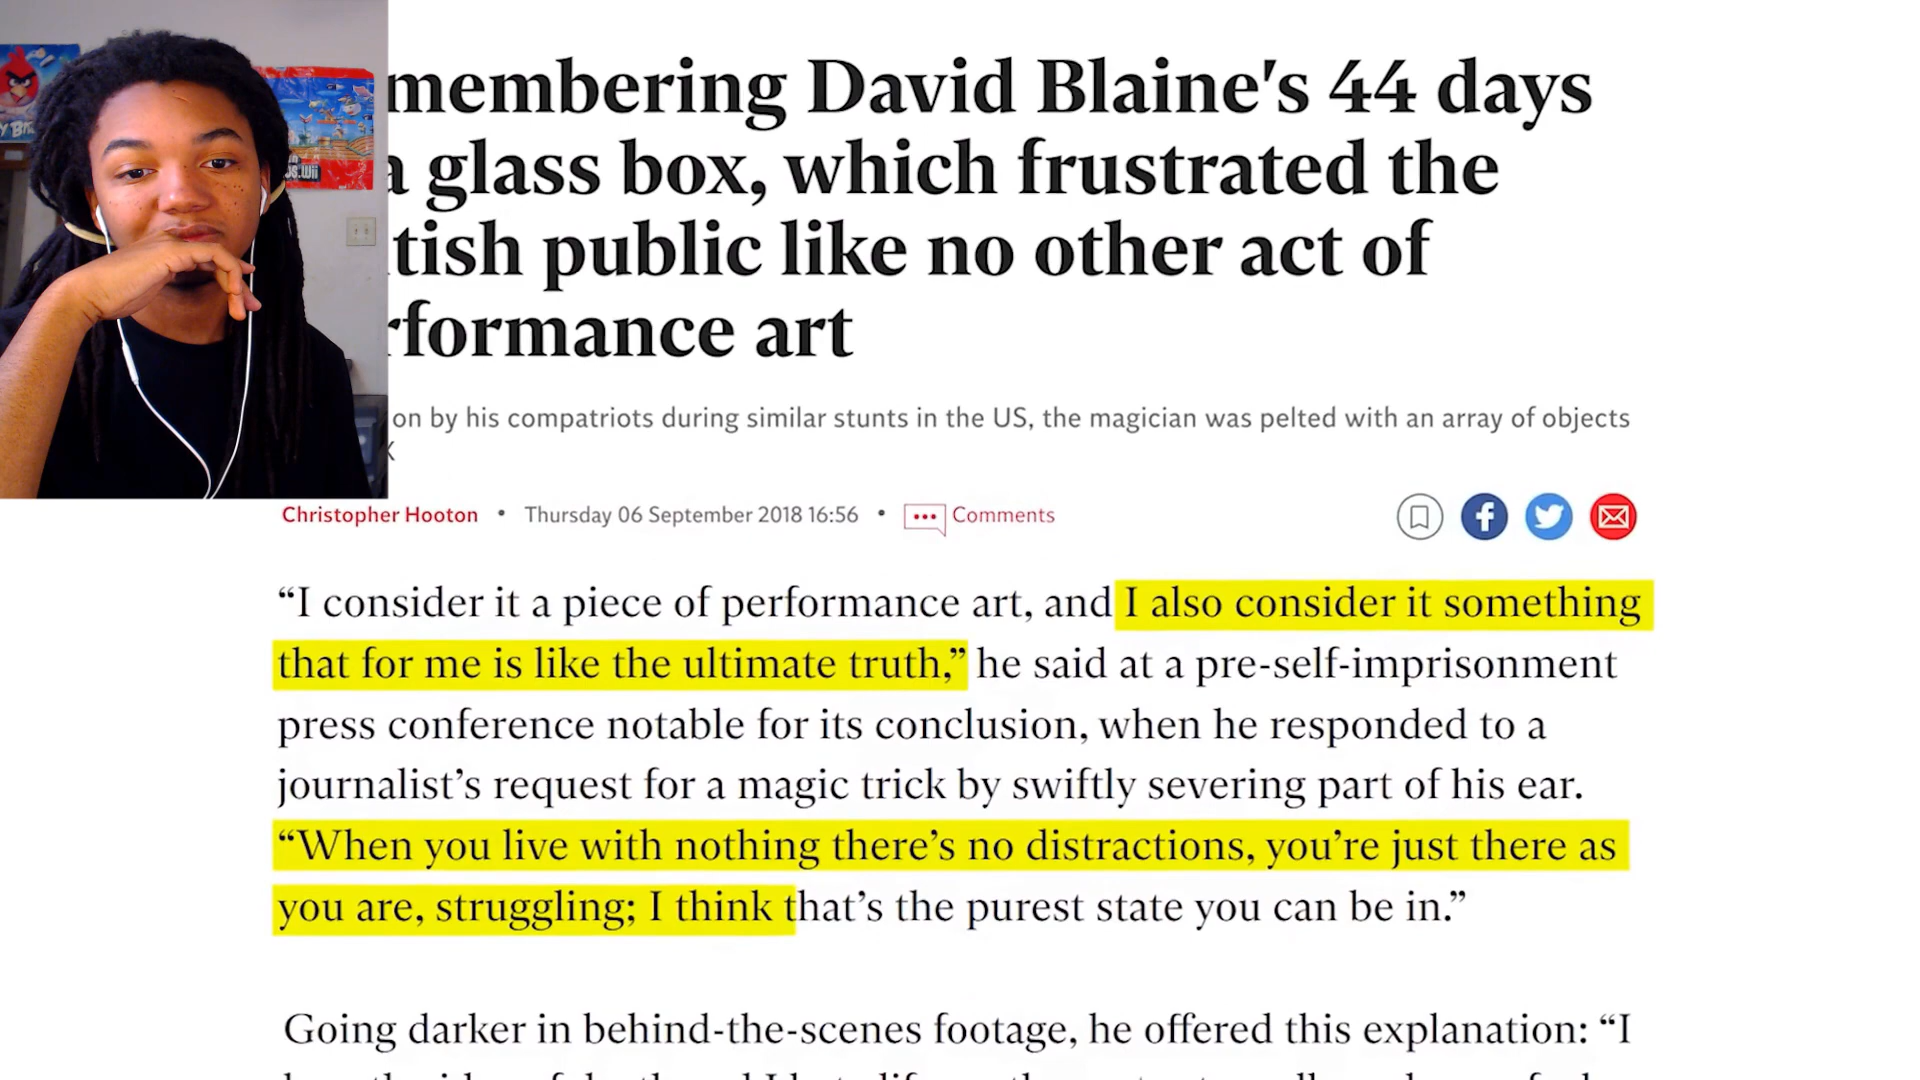 membering David Blaine's 44 days
a glass box, which frustrated the
tish public like no other act of
rformance art
on by his compatriots during similar stunts in the US, the magician was pelted with an array of objects
Christopher Hooton • Thursday 06 September 2018 16:56 • Comments
“I consider it a piece of performance art, and I also consider it something
that for me is like the ultimate truth,” he said at a pre-self-imprisonment
press conference notable for its conclusion, when he responded to a
journalist’s request for a magic trick by swiftly severing part of his ear.
“When you live with nothing there’s no distractions, you’re just there as
you are, struggling; I think that’s the purest state you can be in.”
Going darker in behind-the-scenes footage, he offered this explanation: “I